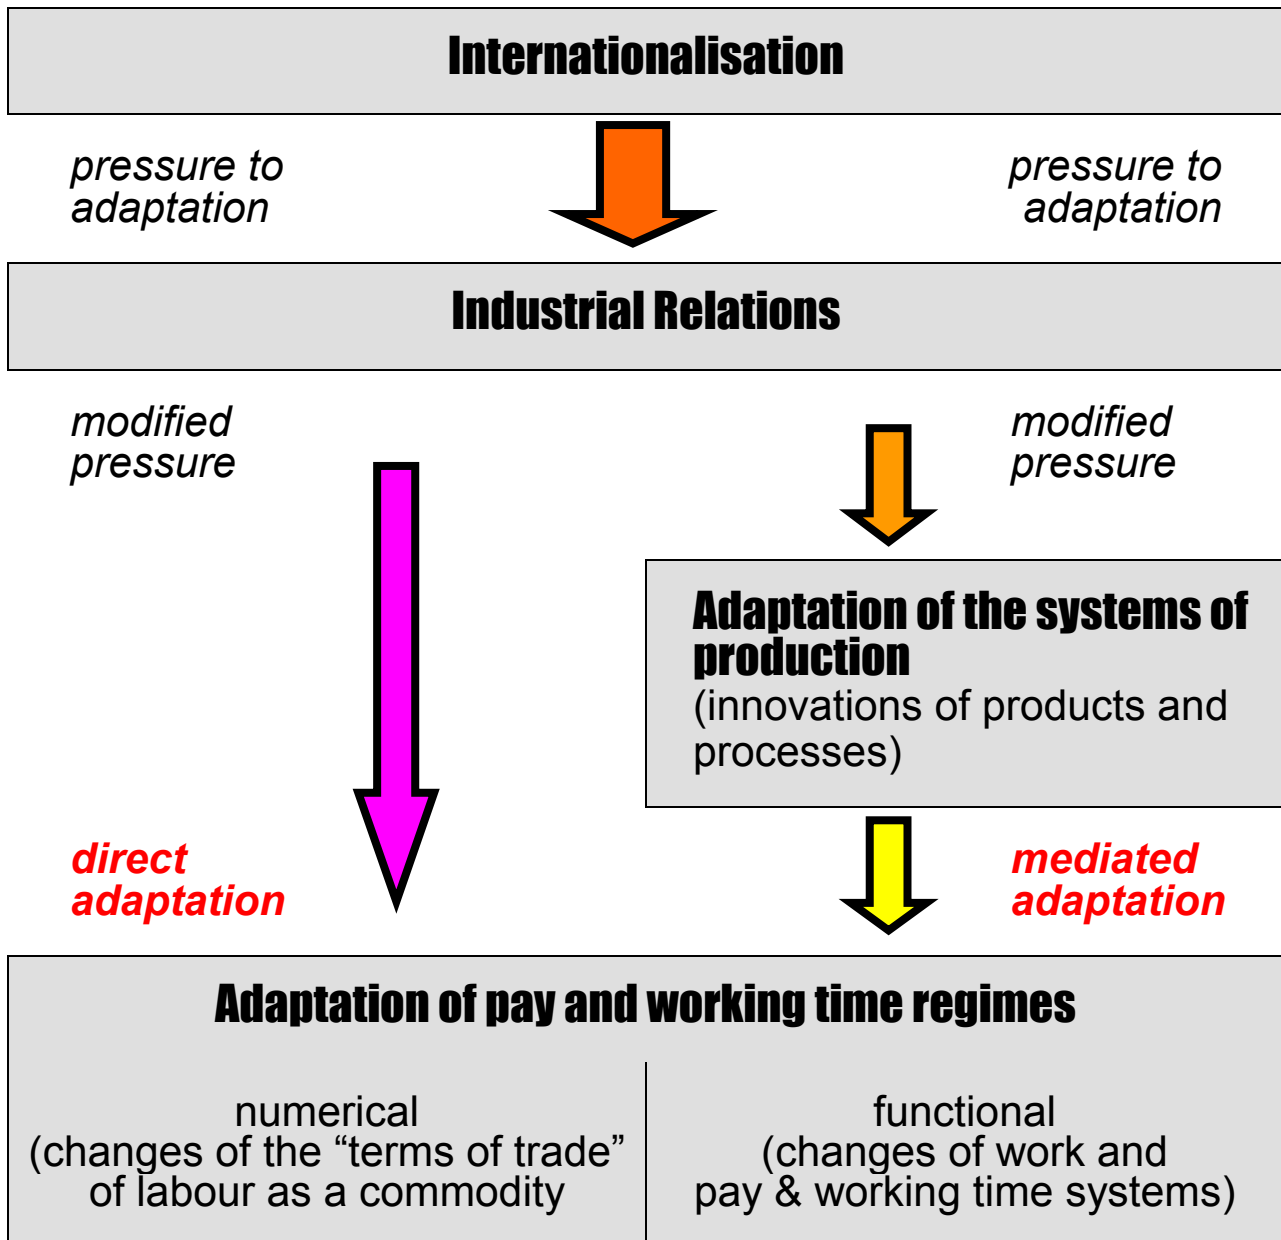 Internationalisation
pressure to
adaptation
pressure to
adaptation
Industrial Relations
modified
pressure
modified
pressure
Adaptation of the systems of
production
(innovations of products and
processes)
direct
adaptation
mediated
adaptation
Adaptation of pay and working time regimes
numerical
(changes of the “terms of trade”
of labour as a commodity
functional
(changes of work and
pay & working time systems)